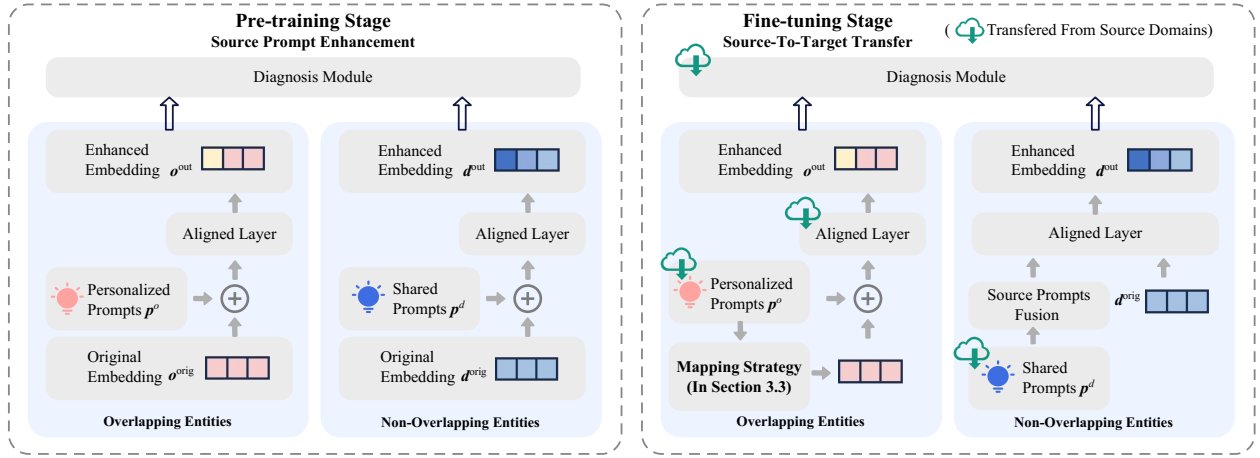 Pre-training Stage
Source Prompt Enhancement
Diagnosis Module
Enhanced
Embedding o^out
Enhanced
Embedding d^out
Aligned Layer
Aligned Layer
Personalized
Prompts p^o
Shared
Prompts p^d
Original
Embedding o^orig
Original
Embedding d^orig
Overlapping Entities
Non-Overlapping Entities
Fine-tuning Stage
Source-To-Target Transfer
( Transfered From Source Domains)
Diagnosis Module
Enhanced
Embedding o^out
Enhanced
Embedding d^out
Aligned Layer
Aligned Layer
Personalized
Prompts p^o
Source Prompts
Fusion
d^orig
Mapping Strategy
(In Section 3.3)
Shared
Prompts p^d
Overlapping Entities
Non-Overlapping Entities